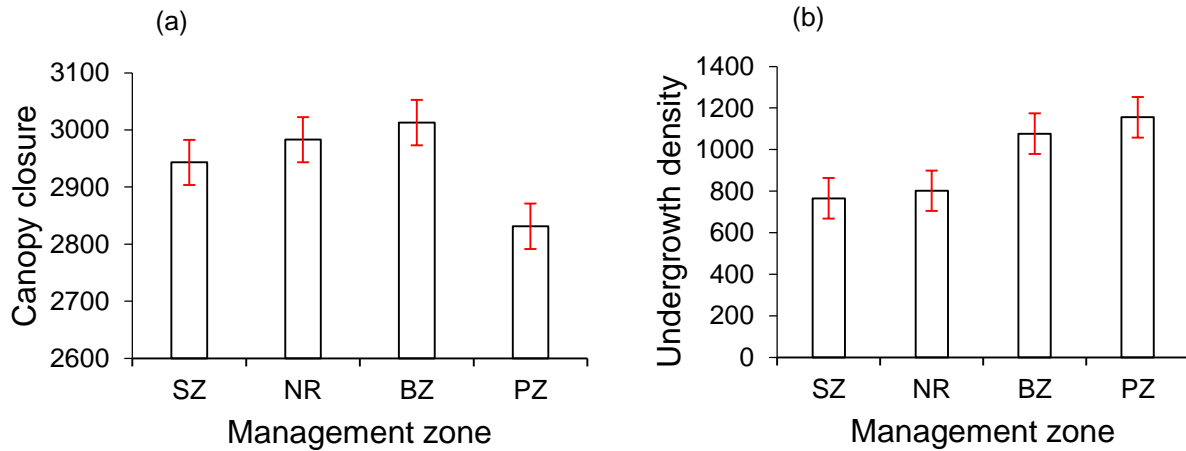 (a)
Canopy closure
3100
3000
2900
2800
2700
2600
SZ NR BZ PZ
Management zone
(b)
Undergrowth density
1400
1200
1000
800
600
400
200
0
SZ NR BZ PZ
Management zone